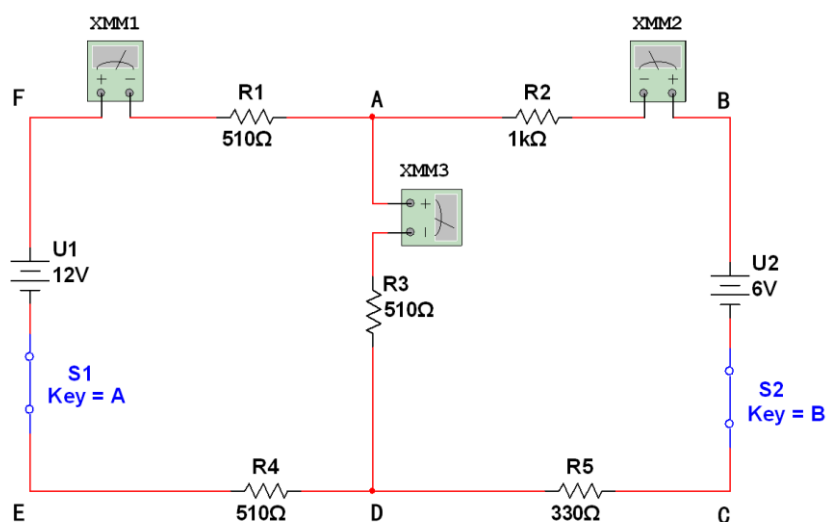 XMM1
XMM2
F
R1
A
R2
B
+ −
− +
510Ω
1kΩ
XMM3
+
−
U1
12V
R3
510Ω
U2
6V
S1
Key = A
S2
Key = B
R4
R5
E
510Ω
D
330Ω
C